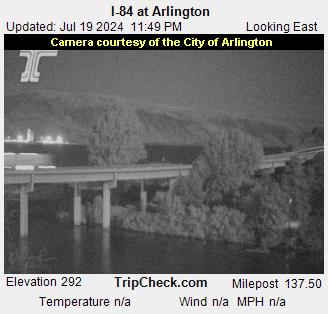 I-84 at Arlington
Updated: Jul 19 2024 11:49 PM Looking East
Camera courtesy of the City of Arlington
Elevation 292 TripCheck.com Milepost 137.50
Temperature n/a Wind n/a MPH n/a